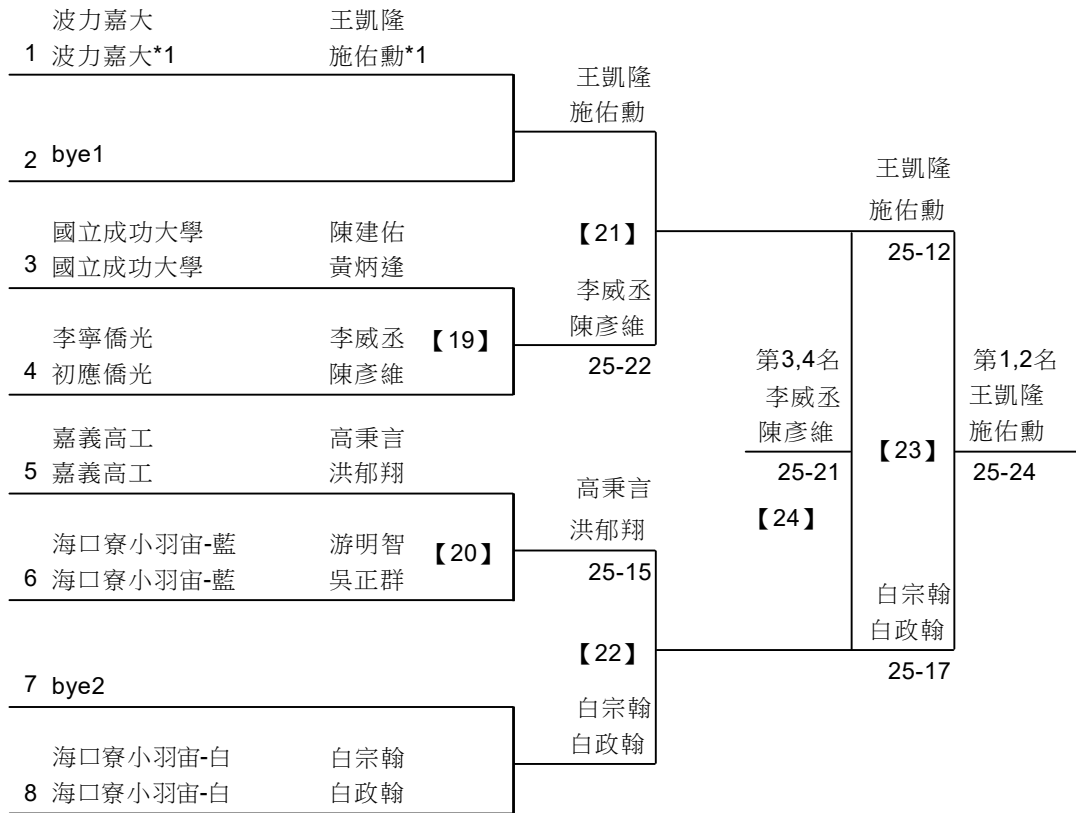 波力嘉大 王凱隆
1 波力嘉大*1 施佑勳*1
王凱隆
施佑勳
2 bye1
王凱隆
施佑勳
25-12
國立成功大學 陳建佑
3 國立成功大學 黃炳逢
【21】
李威丞
陳彥維
25-22
李寧僑光 李威丞
4 初應僑光 陳彥維
【19】
第3,4名
李威丞
陳彥維
25-21
【24】
【23】
第1,2名
王凱隆
施佑勳
25-24
嘉義高工 高秉言
5 嘉義高工 洪郁翔
高秉言
洪郁翔
25-15
海口寮小羽宙-藍 游明智
6 海口寮小羽宙-藍 吳正群
【20】
白宗翰
白政翰
25-17
【22】
7 bye2
白宗翰
白政翰
海口寮小羽宙-白 白宗翰
8 海口寮小羽宙-白 白政翰